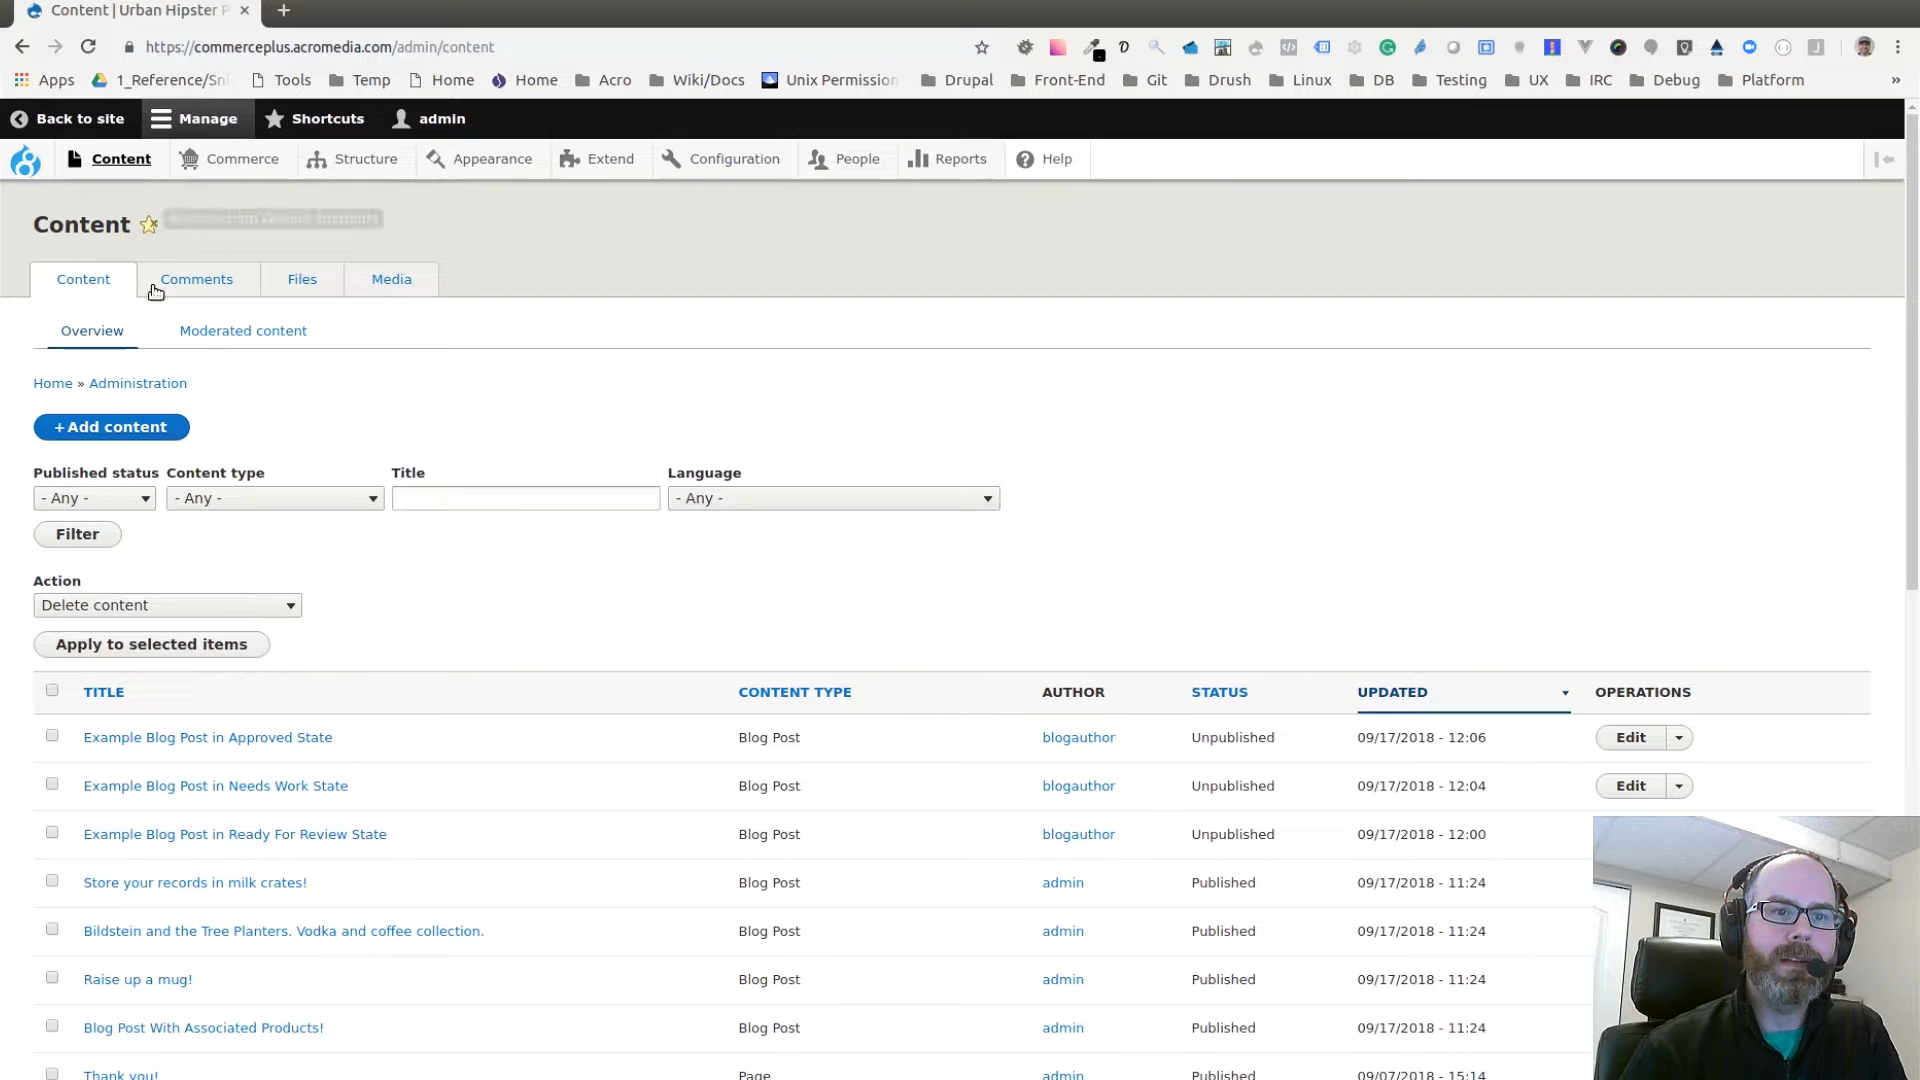 Content | Urban Hipster P
https://commerceplus.acromedia.com/admin/content
Apps 1_Reference/Sni Tools Temp Home Home Acro Wiki/Docs Unix Permission Drupal Front-End Git Drush Linux DB Testing UX IRC Debug Platform »
Back to site Manage Shortcuts admin
Content Commerce Structure Appearance Extend Configuration People Reports Help
Content
Content Comments Files Media
Overview Moderated content
Home » Administration
+ Add content
Published status Content type Title Language
- Any - - Any - - Any -
Filter
Action
Delete content
Apply to selected items
TITLE CONTENT TYPE AUTHOR STATUS UPDATED OPERATIONS
Example Blog Post in Approved State Blog Post blogauthor Unpublished 09/17/2018 - 12:06 Edit
Example Blog Post in Needs Work State Blog Post blogauthor Unpublished 09/17/2018 - 12:04 Edit
Example Blog Post in Ready For Review State Blog Post blogauthor Unpublished 09/17/2018 - 12:00
Store your records in milk crates! Blog Post admin Published 09/17/2018 - 11:24
Bildstein and the Tree Planters. Vodka and coffee collection. Blog Post admin Published 09/17/2018 - 11:24
Raise up a mug! Blog Post admin Published 09/17/2018 - 11:24
Blog Post With Associated Products! Blog Post admin Published 09/17/2018 - 11:24
Thank you! Page admin Published 09/07/2018 - 15:14